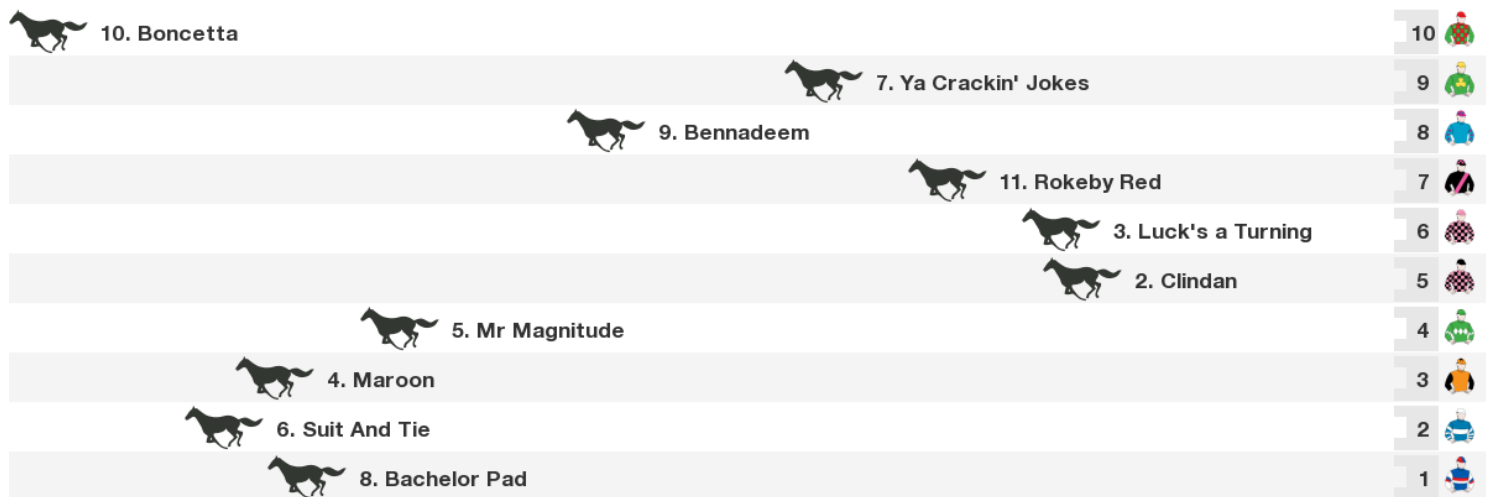 10. Boncetta 10
7. Ya Crackin' Jokes 9
9. Bennadeem 8
11. Rokeby Red 7
3. Luck's a Turning 6
2. Clindan 5
5. Mr Magnitude 4
4. Maroon 3
6. Suit And Tie 2
8. Bachelor Pad 1